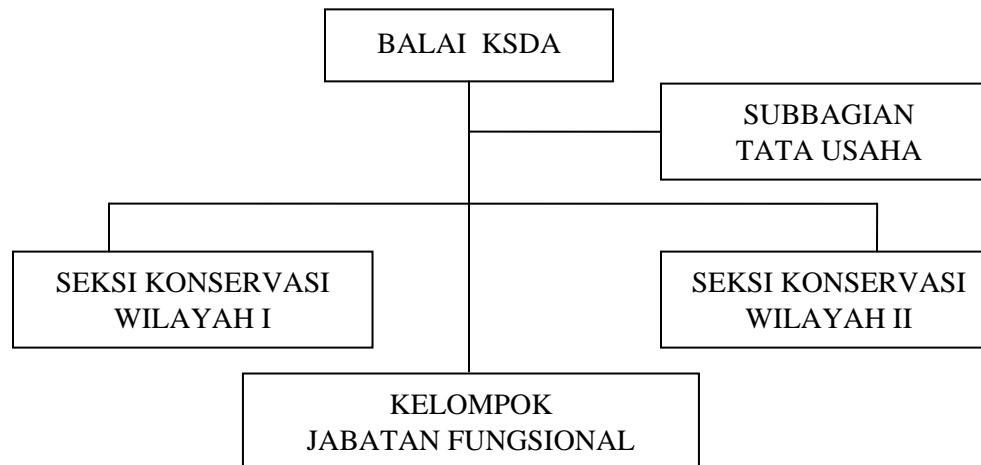 BALAI KSDA
SUBBAGIAN
TATA USAHA
SEKSI KONSERVASI
WILAYAH I
SEKSI KONSERVASI
WILAYAH II
KELOMPOK
JABATAN FUNGSIONAL